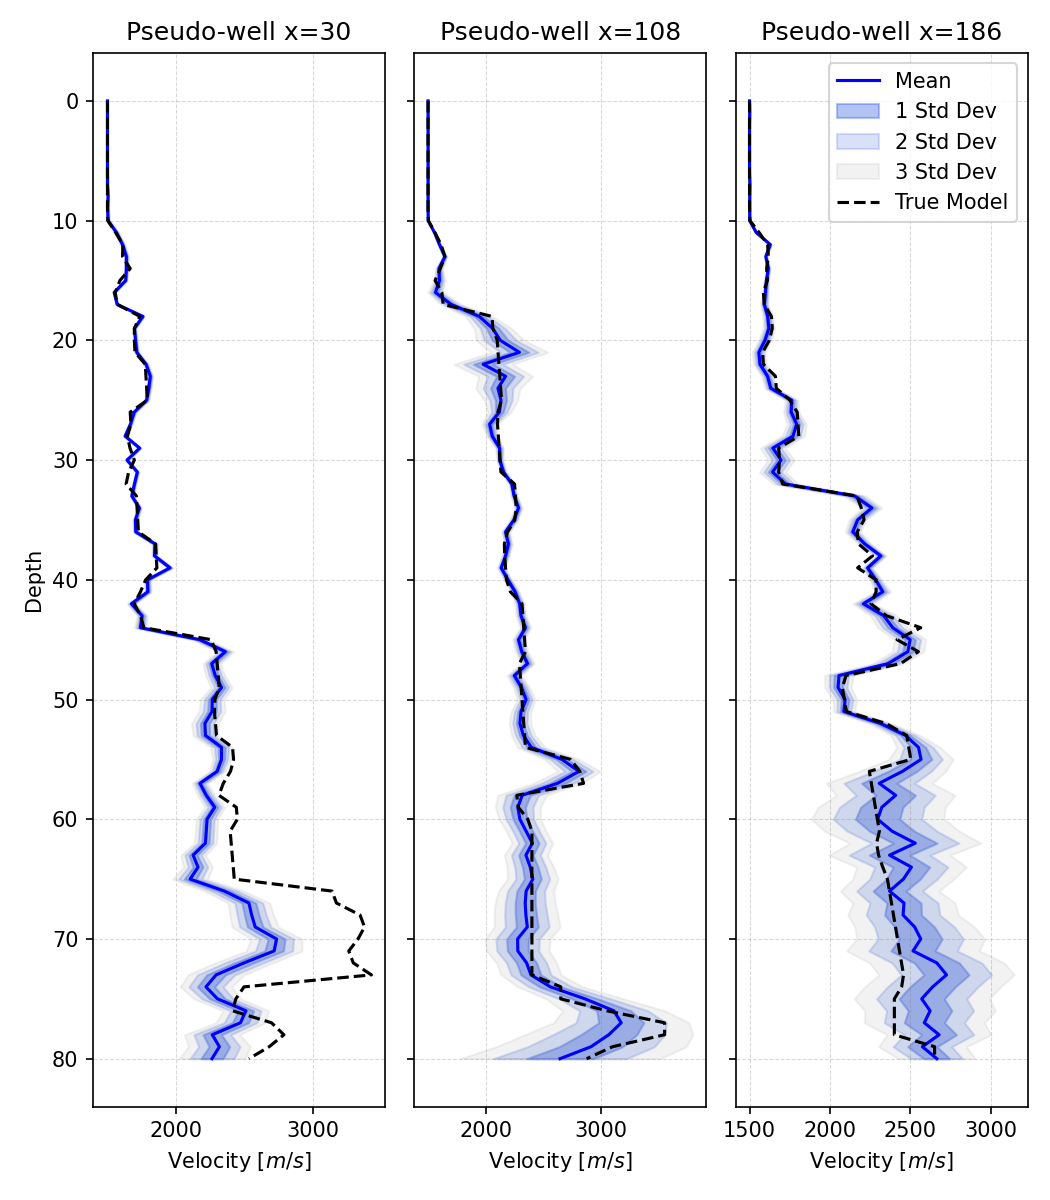 Pseudo-well x=30
Pseudo-well x=108
Pseudo-well x=186
Mean
1 Std Dev
2 Std Dev
3 Std Dev
True Model
Depth
0
10
20
30
40
50
60
70
80
2000 3000
2000 3000
1500 2000 2500 3000
Velocity [m/s]
Velocity [m/s]
Velocity [m/s]